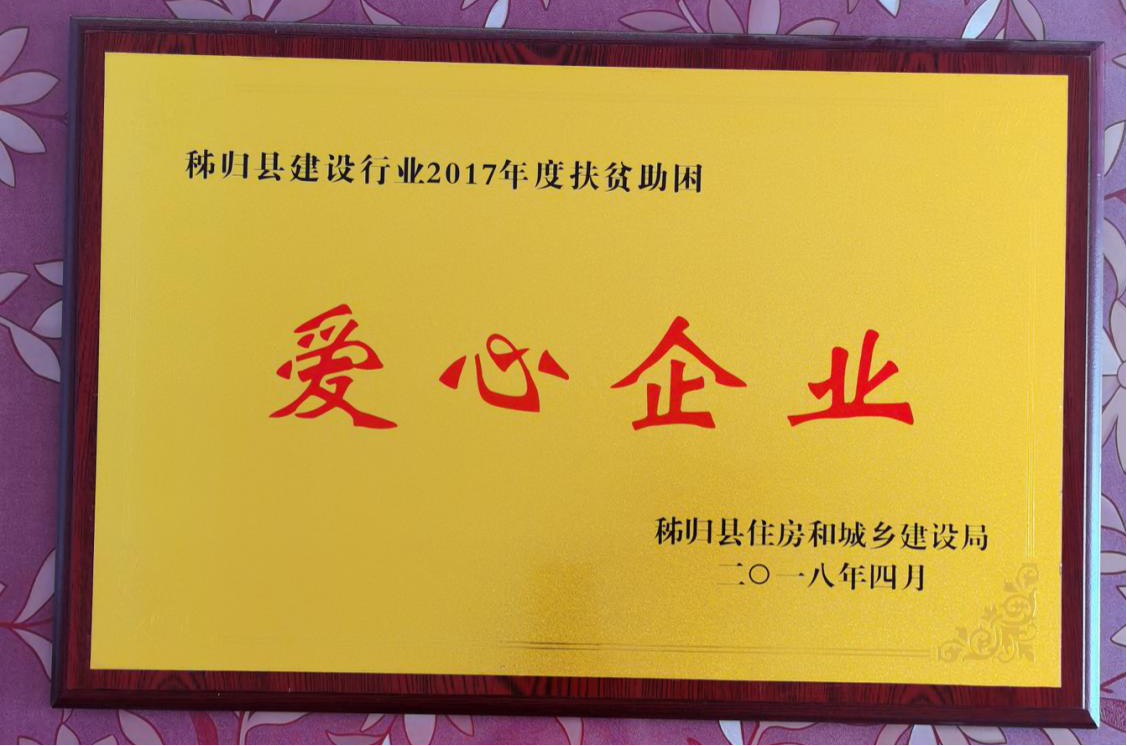 秭归县建设行业2017年度扶贫助困
爱心企业
秭归县住房和城乡建设局
二〇一八年四月